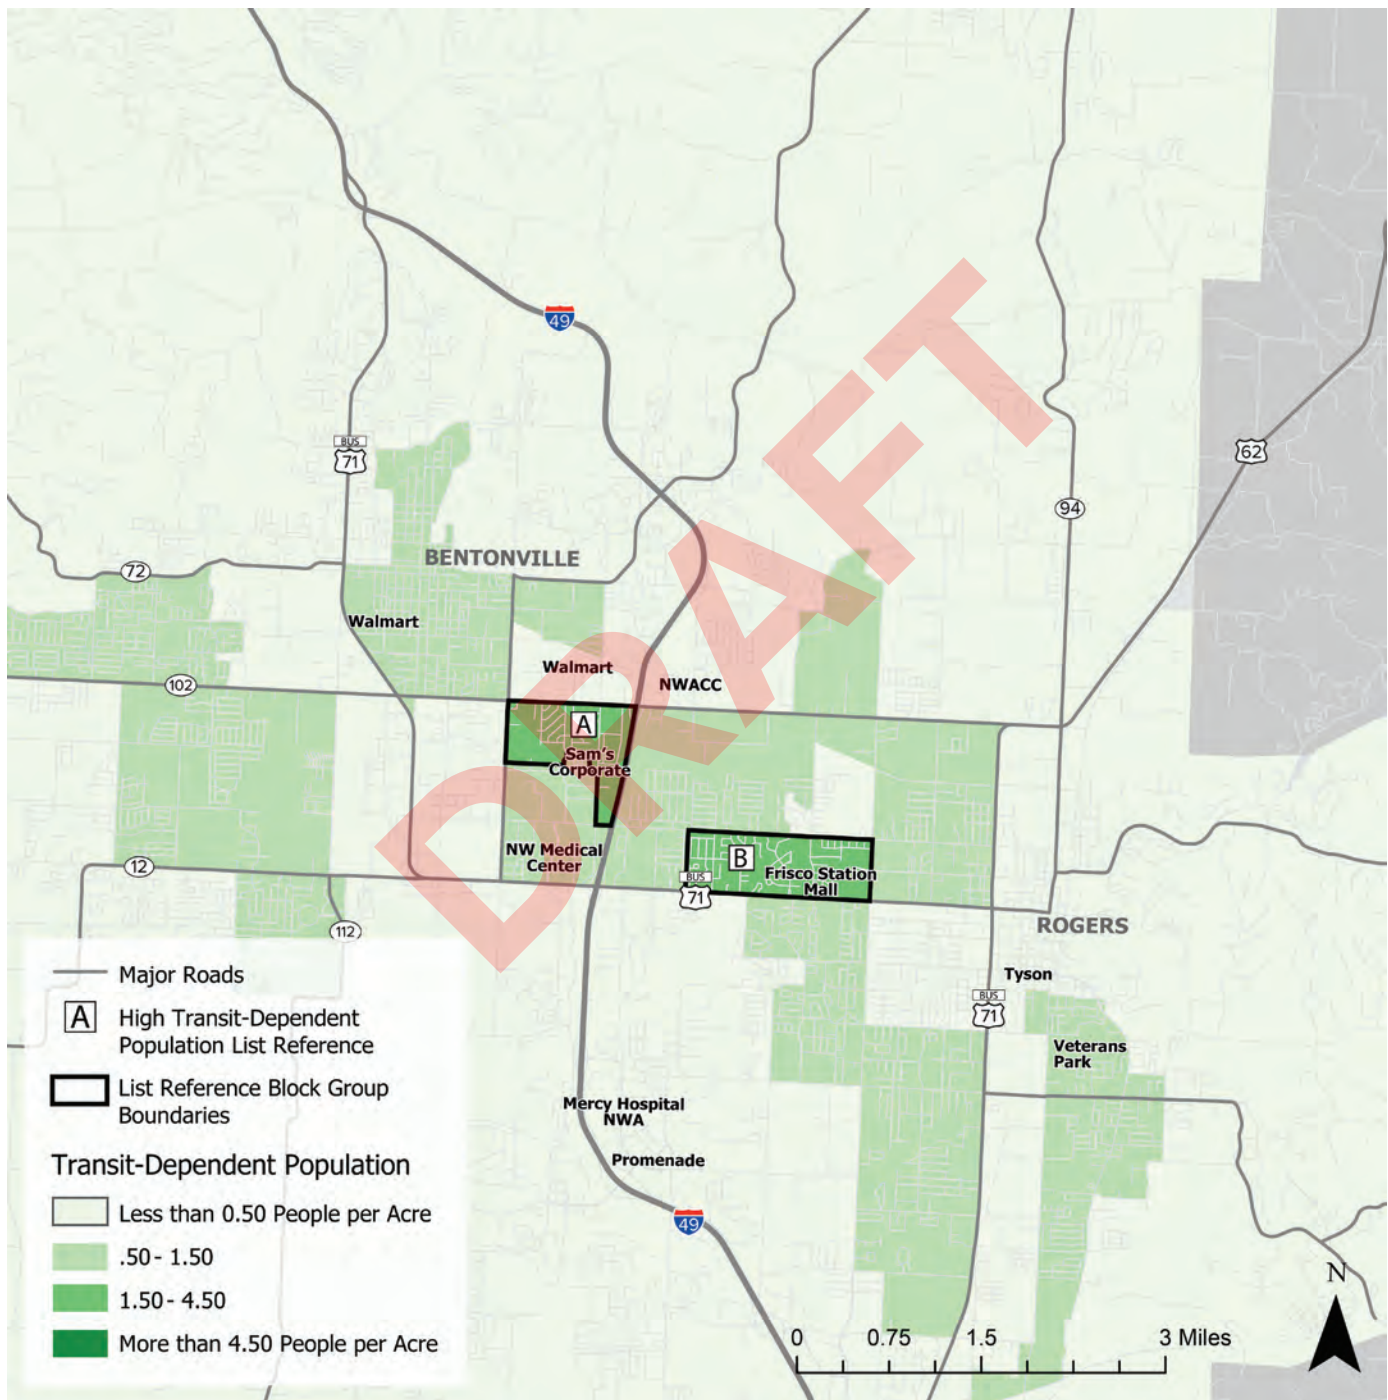 49
BUS
71
62
94
BENTONVILLE
72
Walmart
Walmart
NWACC
102
A
Sam's
Corporate
NW Medical
Center
B
Frisco Station
Mall
BUS
71
12
112
ROGERS
Tyson
BUS
71
Veterans
Park
Mercy Hospital
NWA
Promenade
49
DRAFT
Major Roads
A
High Transit-Dependent
Population List Reference
List Reference Block Group
Boundaries
Transit-Dependent Population
Less than 0.50 People per Acre
.50 - 1.50
1.50 - 4.50
More than 4.50 People per Acre
N
0 0.75 1.5 3 Miles